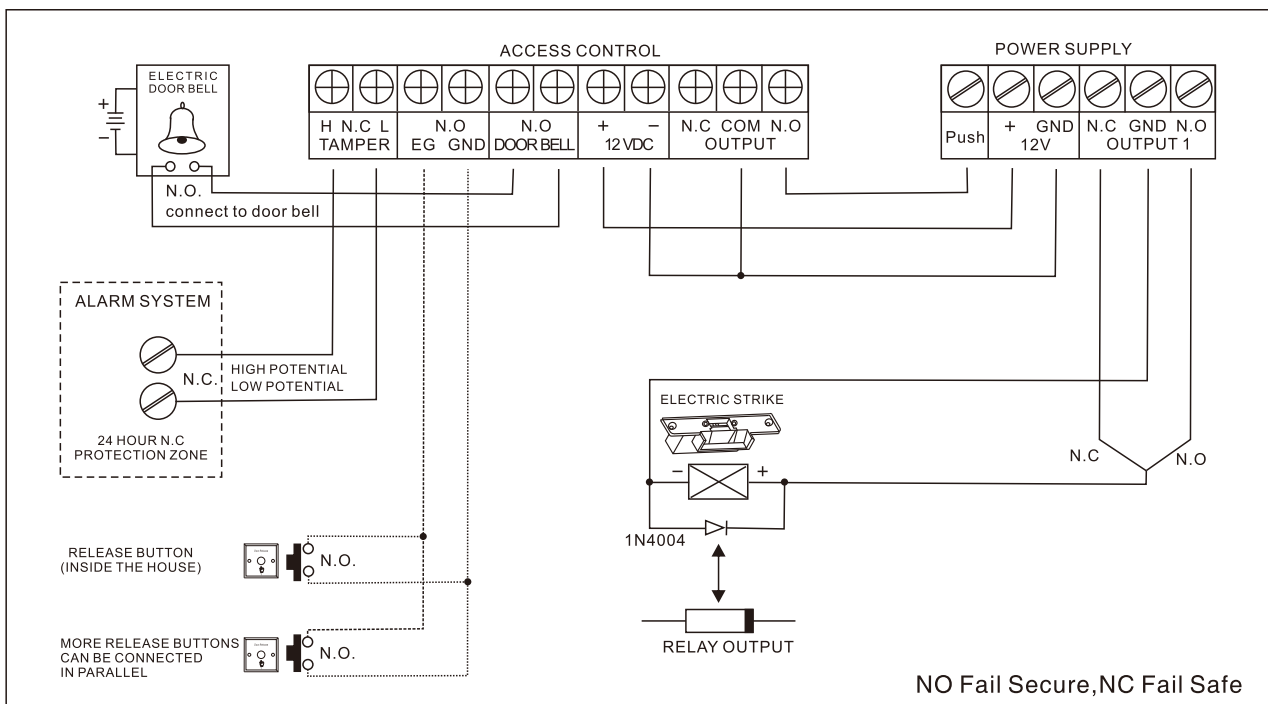 ACCESS CONTROL
POWER SUPPLY
ELECTRIC
DOOR BELL
+
−
H N.C L
TAMPER
N.O
EG GND
N.O
DOOR BELL
+ −
12VDC
N.C COM N.O
OUTPUT
Push
+ GND
12V
N.C GND N.O
OUTPUT 1
N.O.
connect to door bell
ALARM SYSTEM
N.C.
HIGH POTENTIAL
LOW POTENTIAL
24 HOUR N.C
PROTECTION ZONE
ELECTRIC STRIKE
− +
N.C
N.O
1N4004
RELEASE BUTTON
(INSIDE THE HOUSE)
N.O.
MORE RELEASE BUTTONS
CAN BE CONNECTED
IN PARALLEL
N.O.
RELAY OUTPUT
NO Fail Secure,NC Fail Safe